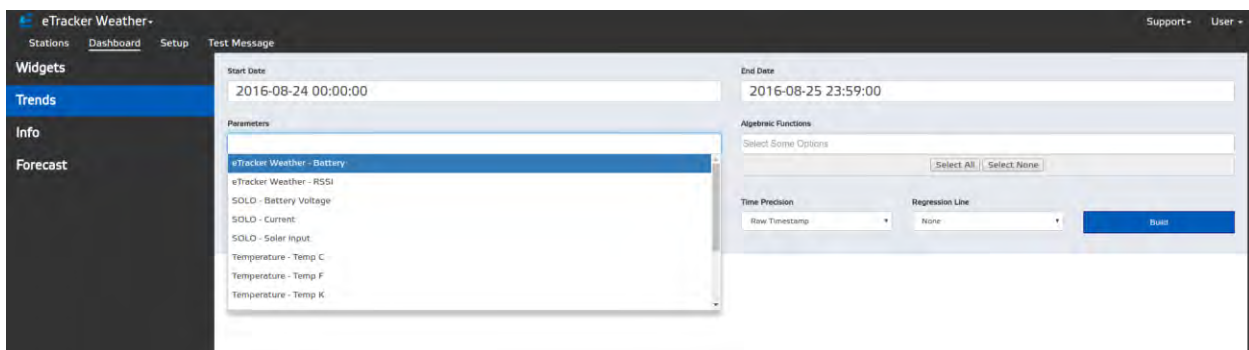 eTracker Weather
Support
User
Stations Dashboard Setup Test Message
Widgets
Trends
Info
Forecast
Start Date
2016-08-24 00:00:00
End Date
2016-08-25 23:59:00
Parameters
eTracker Weather - Battery
eTracker Weather - RSSI
SOLO - Battery Voltage
SOLO - Current
SOLO - Solar Input
Temperature - Temp C
Temperature - Temp F
Temperature - Temp K
Algebraic Functions
Select Some Options
Select All Select None
Time Precision
Raw Timestamp
Regression Line
None
Build